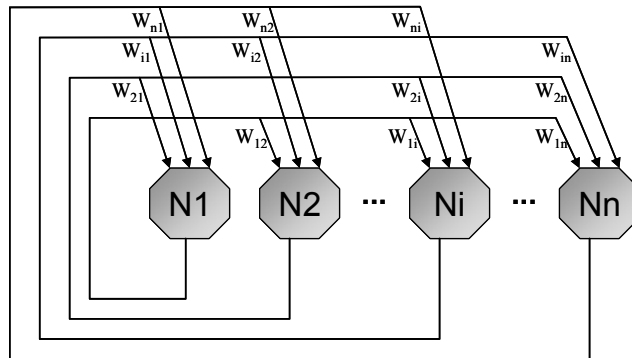 Wn1 Wn2 Wni
Wi1 Wi2 Win
W21 W2i W2n
W12 W1i W1n
N1 N2 ... Ni ... Nn